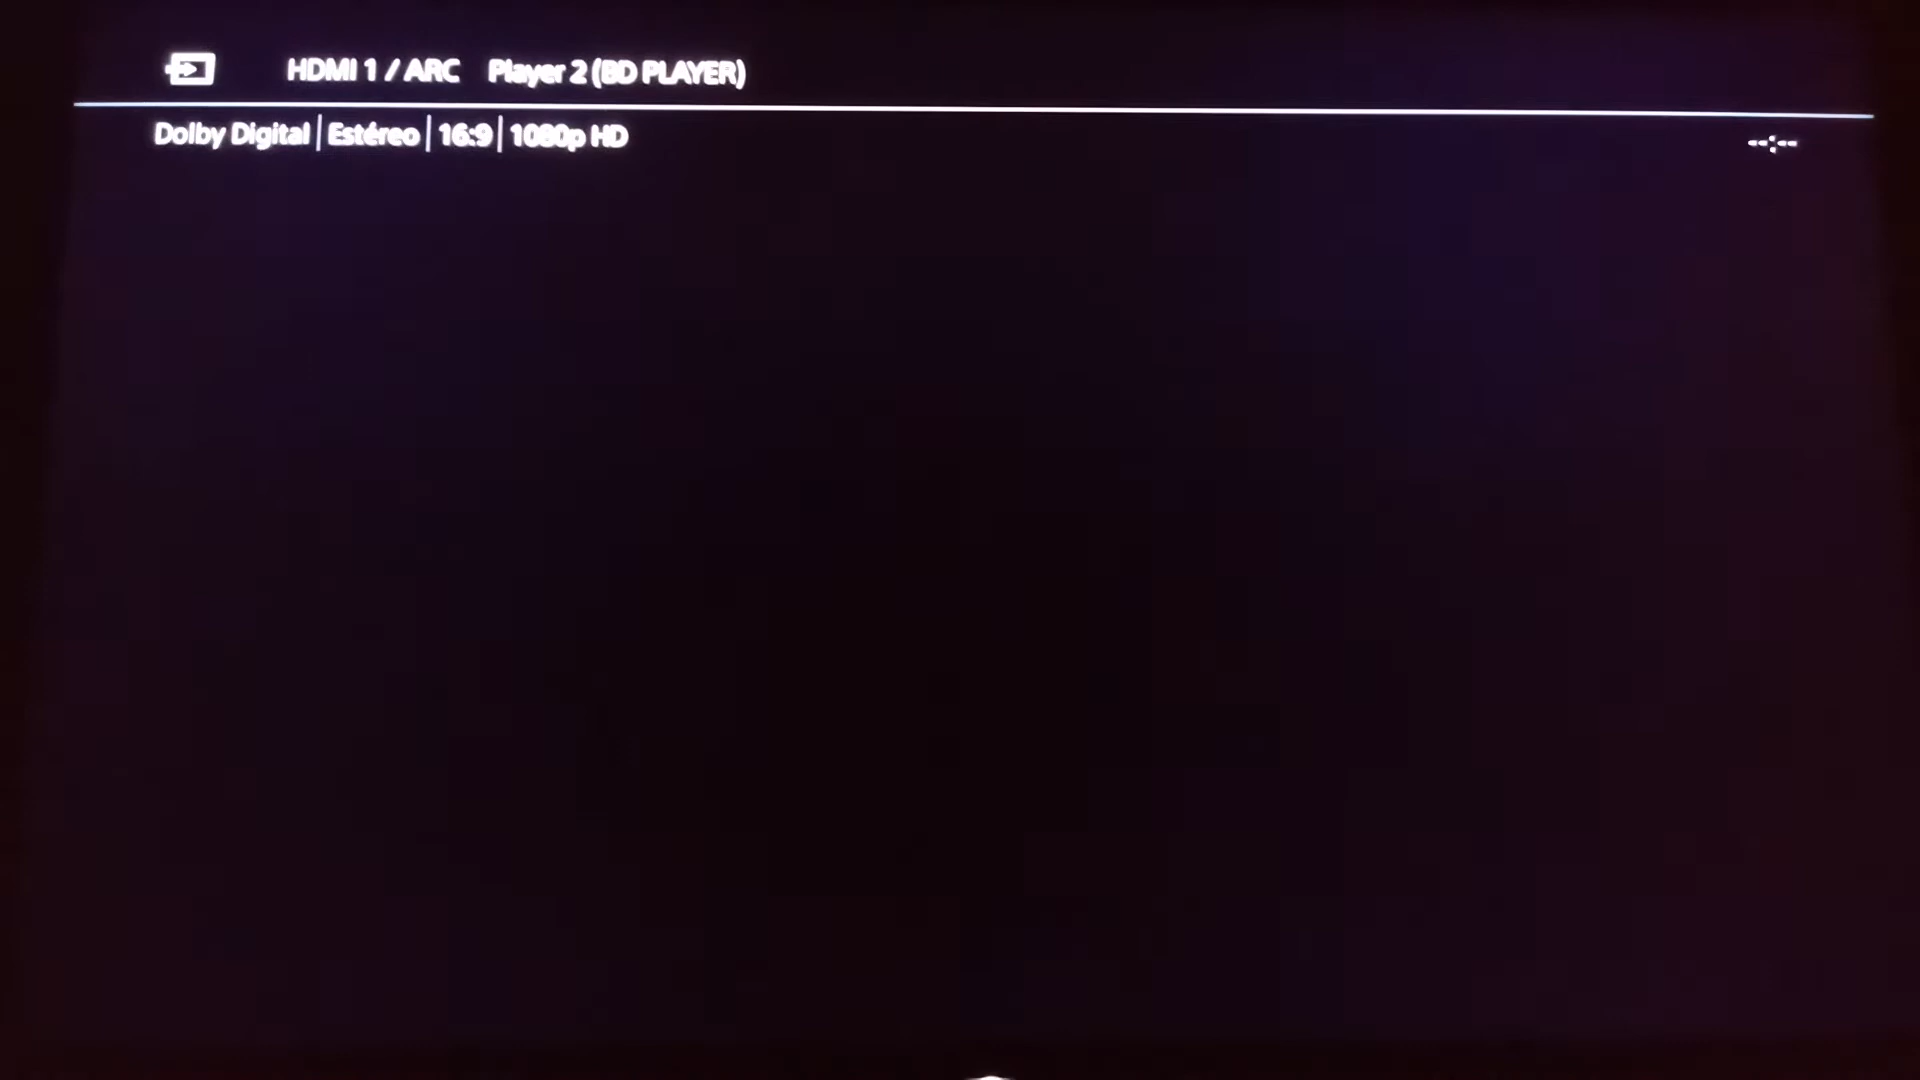 HDMI 1 / ARC Player 2 (BD PLAYER)
Dolby Digital | Estéreo | 16:9 | 1080p HD
--:--